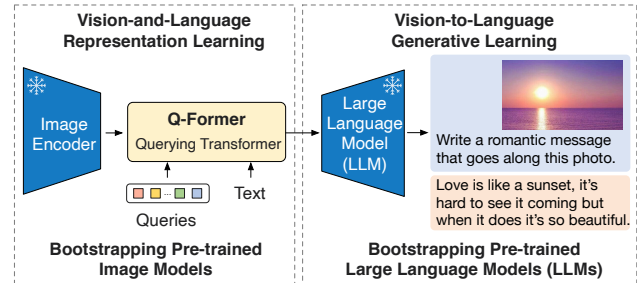 Vision-and-Language
Representation Learning
Vision-to-Language
Generative Learning
Image
Encoder
Q-Former
Querying Transformer
Queries
...
Text
Large
Language
Model
(LLM)
Write a romantic message
that goes along this photo.
Love is like a sunset, it's
hard to see it coming but
when it does it's so beautiful.
Bootstrapping Pre-trained
Image Models
Bootstrapping Pre-trained
Large Language Models (LLMs)